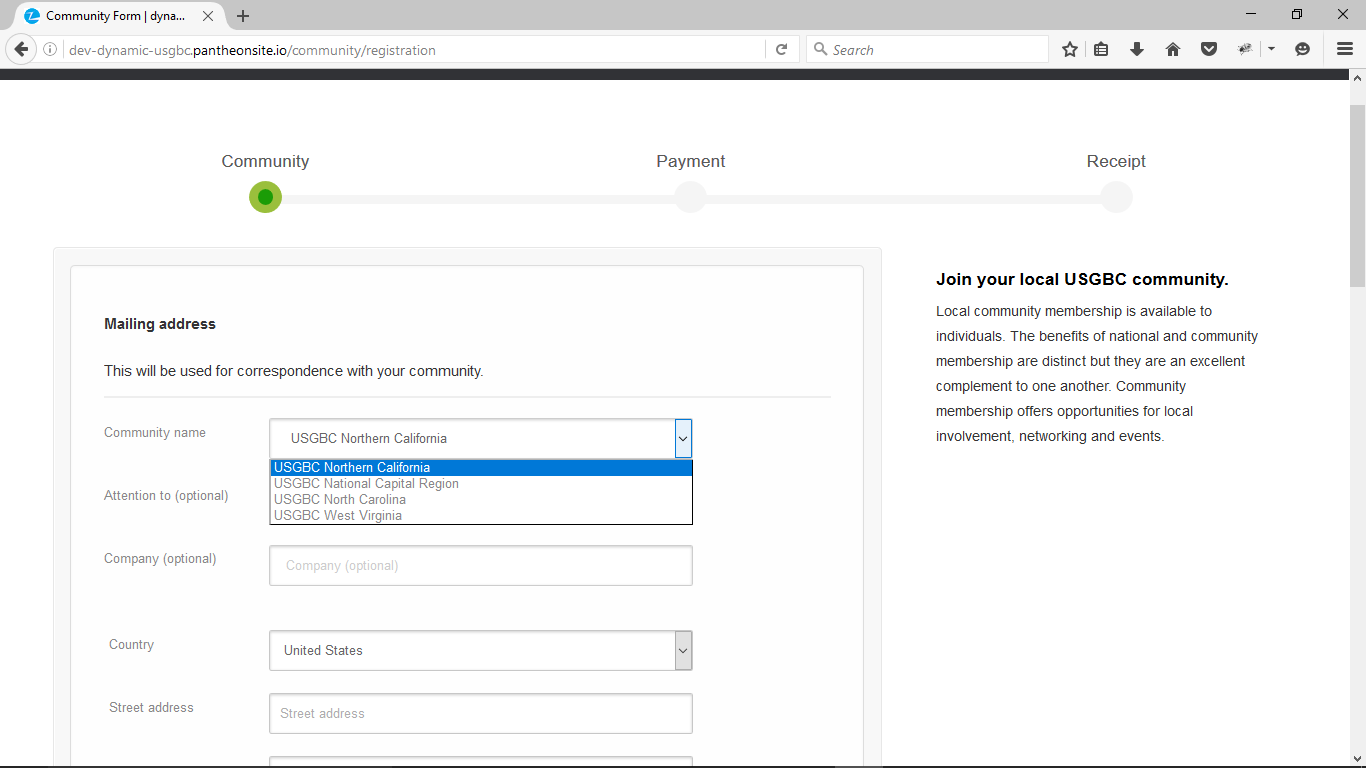 Community Form | dyna...
dev-dynamic-usgbc.pantheonsite.io/community/registration
Search
Community
Payment
Receipt
Mailing address
This will be used for correspondence with your community.
Community name
USGBC Northern California
USGBC Northern California
USGBC National Capital Region
USGBC North Carolina
USGBC West Virginia
Attention to (optional)
Company (optional)
Company (optional)
Country
United States
Street address
Street address
Join your local USGBC community.
Local community membership is available to
individuals. The benefits of national and community
membership are distinct but they are an excellent
complement to one another. Community
membership offers opportunities for local
involvement, networking and events.